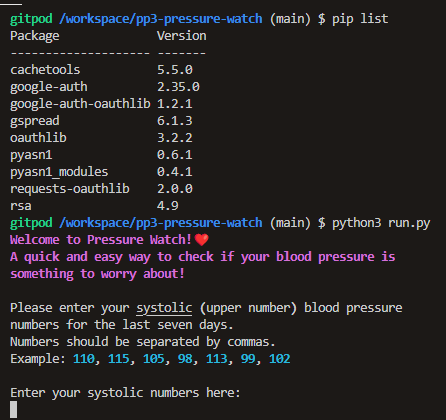 gitpod /workspace/pp3-pressure-watch (main) $ pip list
Package Version
-------------------- -------
cachetools 5.5.0
google-auth 2.35.0
google-auth-oauthlib 1.2.1
gspread 6.1.3
oauthlib 3.2.2
pyasn1 0.6.1
pyasn1_modules 0.4.1
requests-oauthlib 2.0.0
rsa 4.9
gitpod /workspace/pp3-pressure-watch (main) $ python3 run.py
Welcome to Pressure Watch!❤️
A quick and easy way to check if your blood pressure is
something to worry about!
Please enter your systolic (upper number) blood pressure
numbers for the last seven days.
Numbers should be separated by commas.
Example: 110, 115, 105, 98, 113, 99, 102
Enter your systolic numbers here: